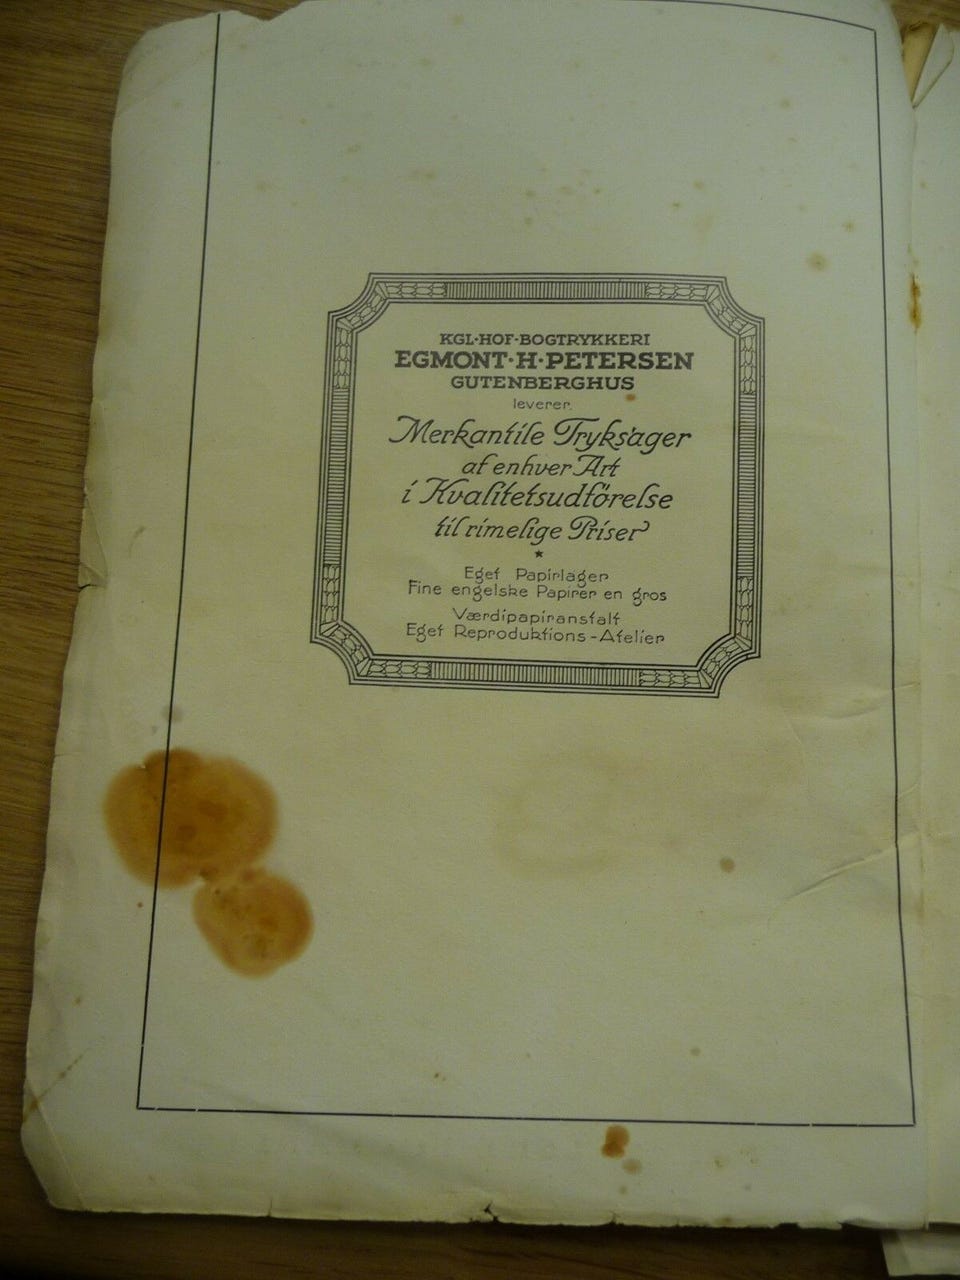 KGL·HOF·BOGTRYKKERI
EGMONT·H·PETERSEN
GUTENBERGHUS
leverer
Merkantile Tryksager
af enhver Art
i Kvalitetsudförelse
til rimelige Priser
Eget Papirlager
Fine engelske Papirer en gros
Værdipapiranstalt
Eget Reproduktions-Atelier